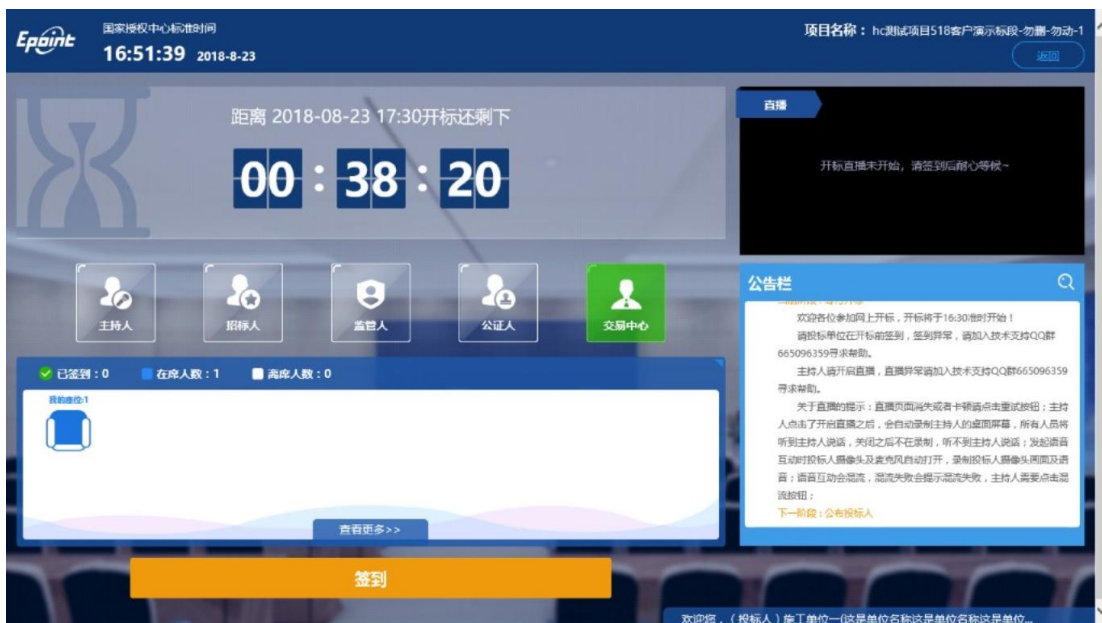 Epoint
国家授权中心标准时间
16:51:39 2018-8-23
项目名称：hc测试项目518客户演示标段-勿删-勿动-1
返回
距离 2018-08-23 17:30开标还剩下
00 : 38 : 20
直播
开标直播未开始，请签到后耐心等候~
主持人
招标人
监管人
公证人
交易中心
公告栏
欢迎各位参加网上开标，开标将于16:30准时开始！
请投标单位在开标前签到，签到异常，请加入技术支持QQ群
665096359寻求帮助。
主持人请开启直播，直播异常请加入技术支持QQ群665096359
寻求帮助。
关于直播的提示：直播页面消失或者卡顿请点击重试按钮；主持
人点击了开启直播之后，会自动录制主持人的桌面屏幕，所有人员将
听到主持人说话，关闭之后不在录制，听不到主持人说话；发起语音
互动时投标人摄像头及麦克风自动打开，录制投标人摄像头画面及语
音；语音互动会混流，混流失败会提示混流失败，主持人需要点击混
流按钮；
下一阶段：公布投标人
已签到：0 在席人数：1 离席人数：0
我的座位:1
查看更多>>
签到
欢迎您，（投标人）施工单位一(这是单位名称这是单位名称这是单位...